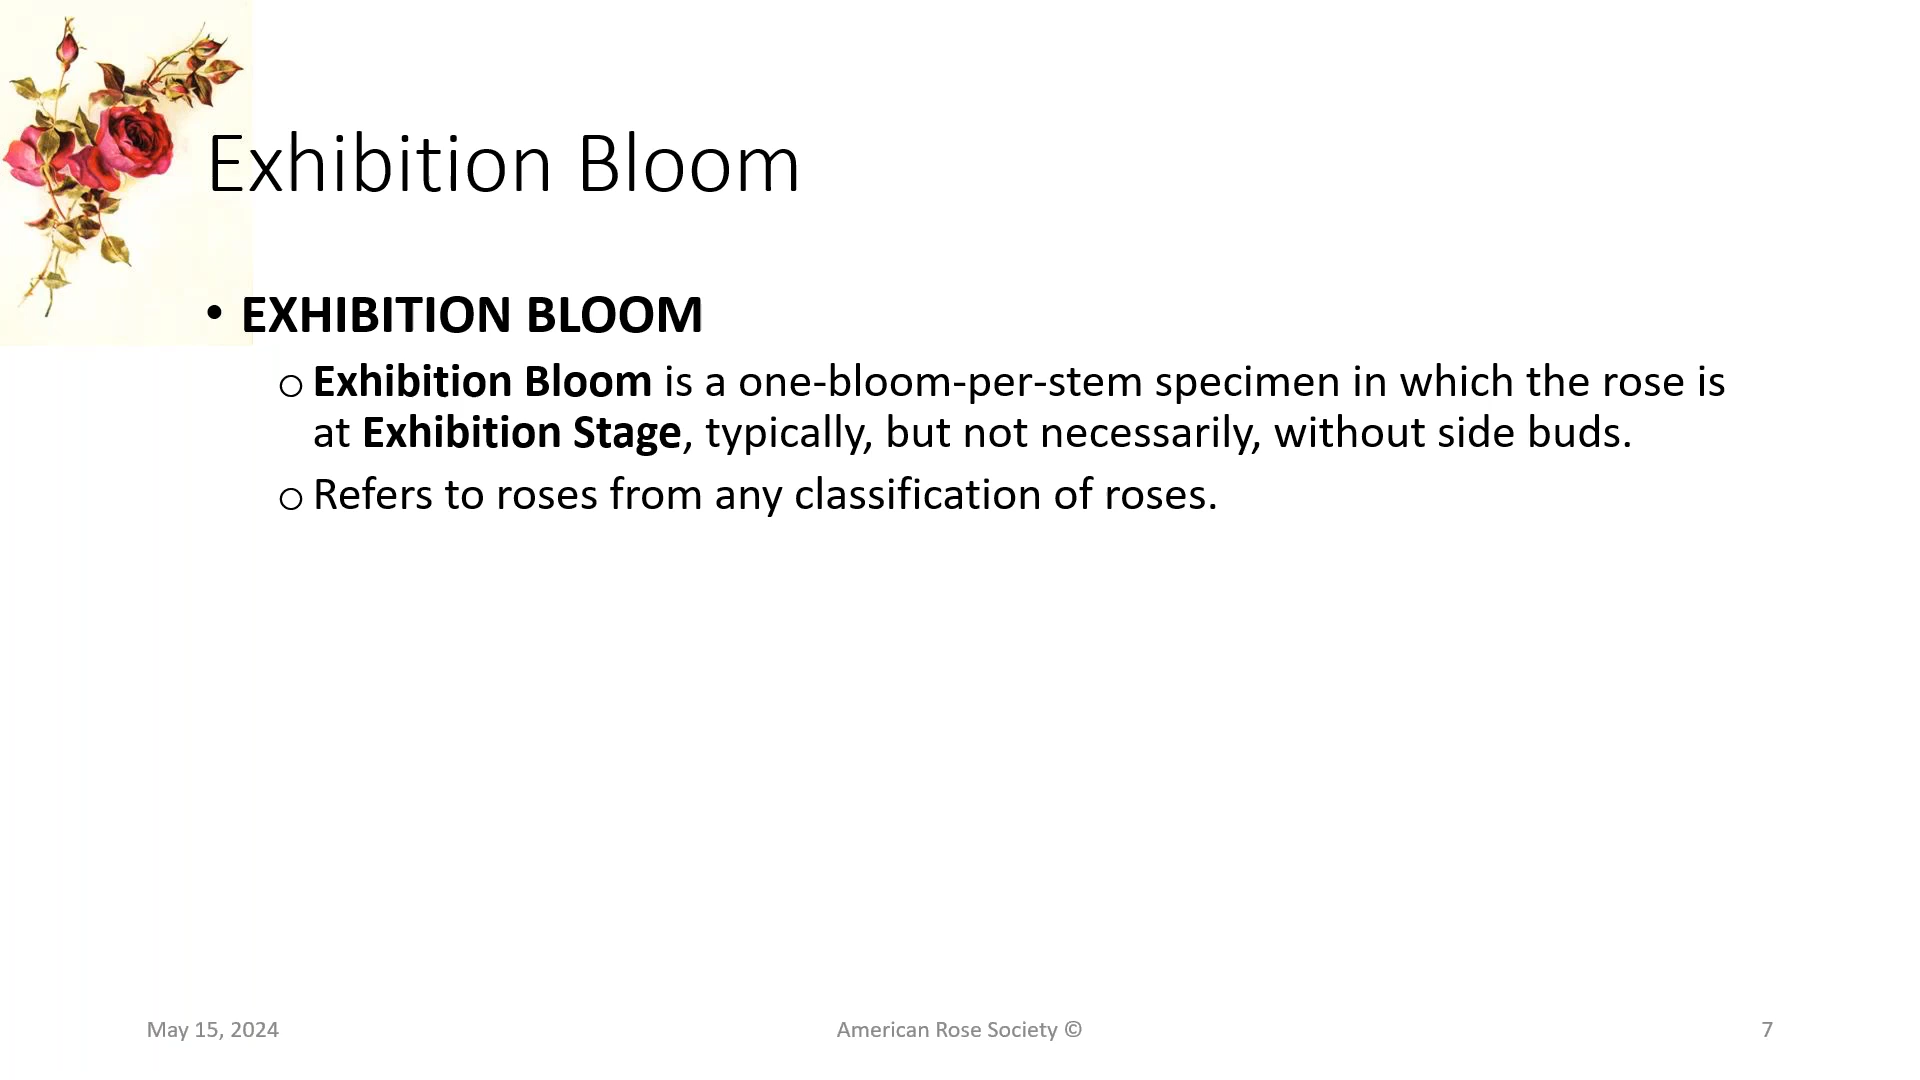 Exhibition Bloom
• EXHIBITION BLOOM
o Exhibition Bloom is a one-bloom-per-stem specimen in which the rose is
at Exhibition Stage, typically, but not necessarily, without side buds.
o Refers to roses from any classification of roses.
May 15, 2024
American Rose Society ©
7